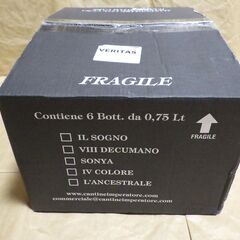 VERITAS
FRAGILE
Contiene 6 Bott. da 0,75 Lt
IL SOGNO
VIII DECUMANO
SONYA
IV COLORE
L'ANCESTRALE
FRAGILE
www.cantineimperatore.com
commerciale@cantineimperatore.com